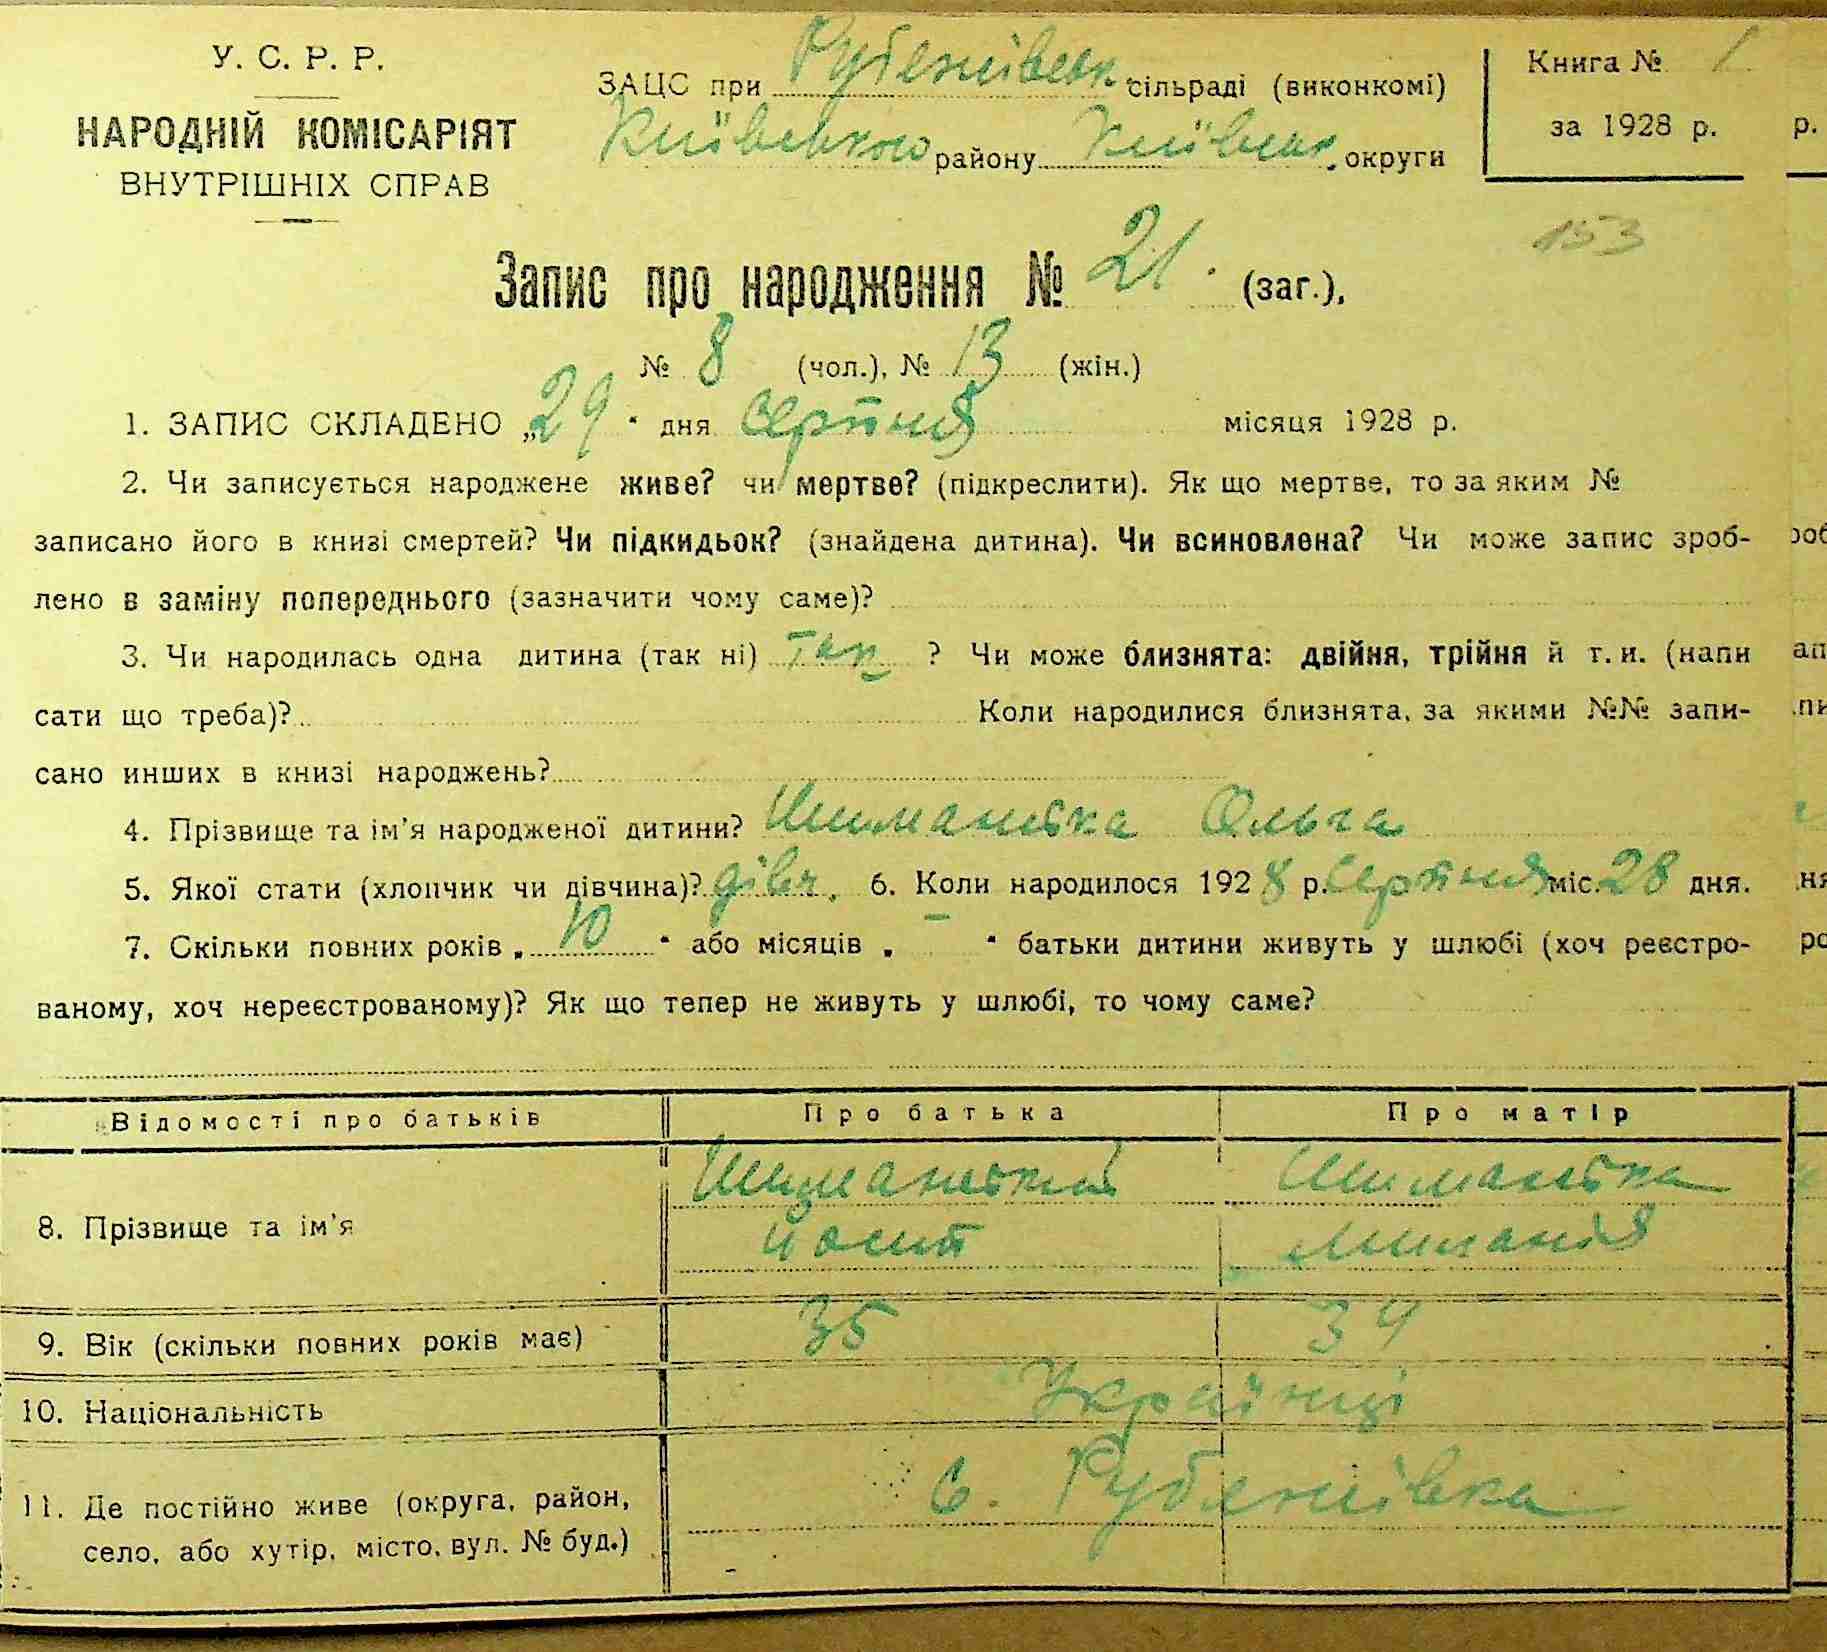 У. С. Р. Р.
НАРОДНІЙ КОМІСАРІЯТ
ВНУТРІШНІХ СПРАВ
ЗАЦС при Рубежівськ. сільраді (виконкомі)
Київського району Київськ. округи
Книга № 1
за 1928 р.
р.
153
Запис про народження № 21. (заг.),
№ 8 (чол.), № 13 (жін.)
1. ЗАПИС СКЛАДЕНО „29“ дня Серпня місяця 1928 р.
2. Чи записується народжене живе? чи мертве? (підкреслити). Як що мертве, то за яким №
записано його в книзі смертей? Чи підкидьок? (знайдена дитина). Чи всиновлена? Чи може запис зроб-
лено в заміну попереднього (зазначити чому саме)?
3. Чи народилась одна дитина (так ні) Так ? Чи може близнята: двійня, трійня й т. и. (напи
сати що треба)? Коли народилися близнята, за якими №№ запи-
сано инших в книзі народжень?
4. Прізвище та ім'я народженої дитини? Шиманська Ольга
5. Якої стати (хлопчик чи дівчина)? дівч. 6. Коли народилося 1928 р. Серпня міс. 28 дня.
7. Скільки повних років „10“ або місяців „–“ батьки дитини живуть у шлюбі (хоч реєстро-
ваному, хоч нереєстрованому)? Як що тепер не живуть у шлюбі, то чому саме?
Відомості про батьків Про батька Про матір
8. Прізвище та ім'я Шиманський Шиманська
Йосип
9. Вік (скільки повних років має) 35 39
10. Національність Українці
11. Де постійно живе (округа, район, с. Рубежівка
село, або хутір, місто, вул. № буд.)